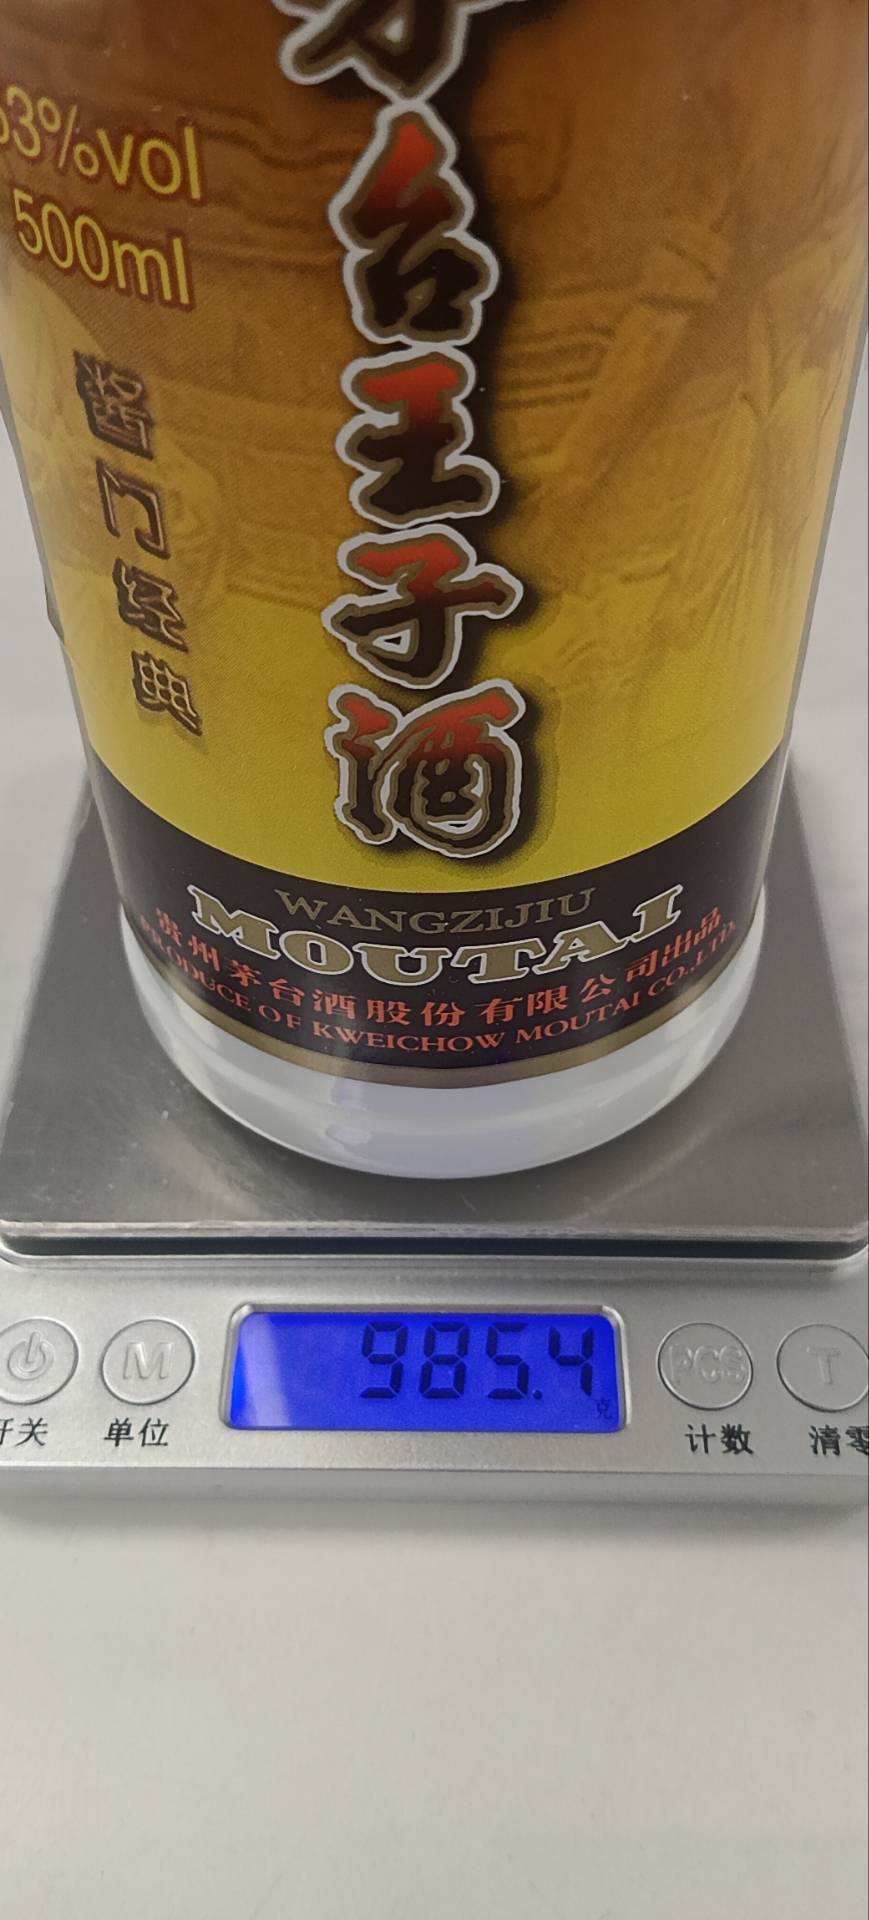 53%vol
500ml
酱门经典
茅台王子酒
WANGZIJIU
MOUTAI
贵州茅台酒股份有限公司出品
PRODUCE OF KWEICHOW MOUTAI CO.,LTD.
985.4
克
M
PCS
T
开关
单位
计数
清零